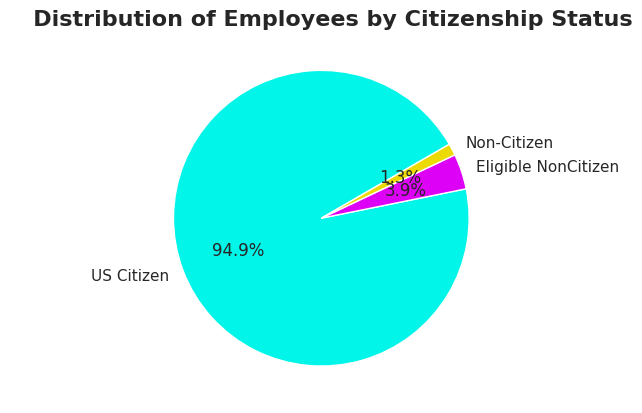 Distribution of Employees by Citizenship Status
Non-Citizen
1.3%
Eligible NonCitizen
3.9%
94.9%
US Citizen